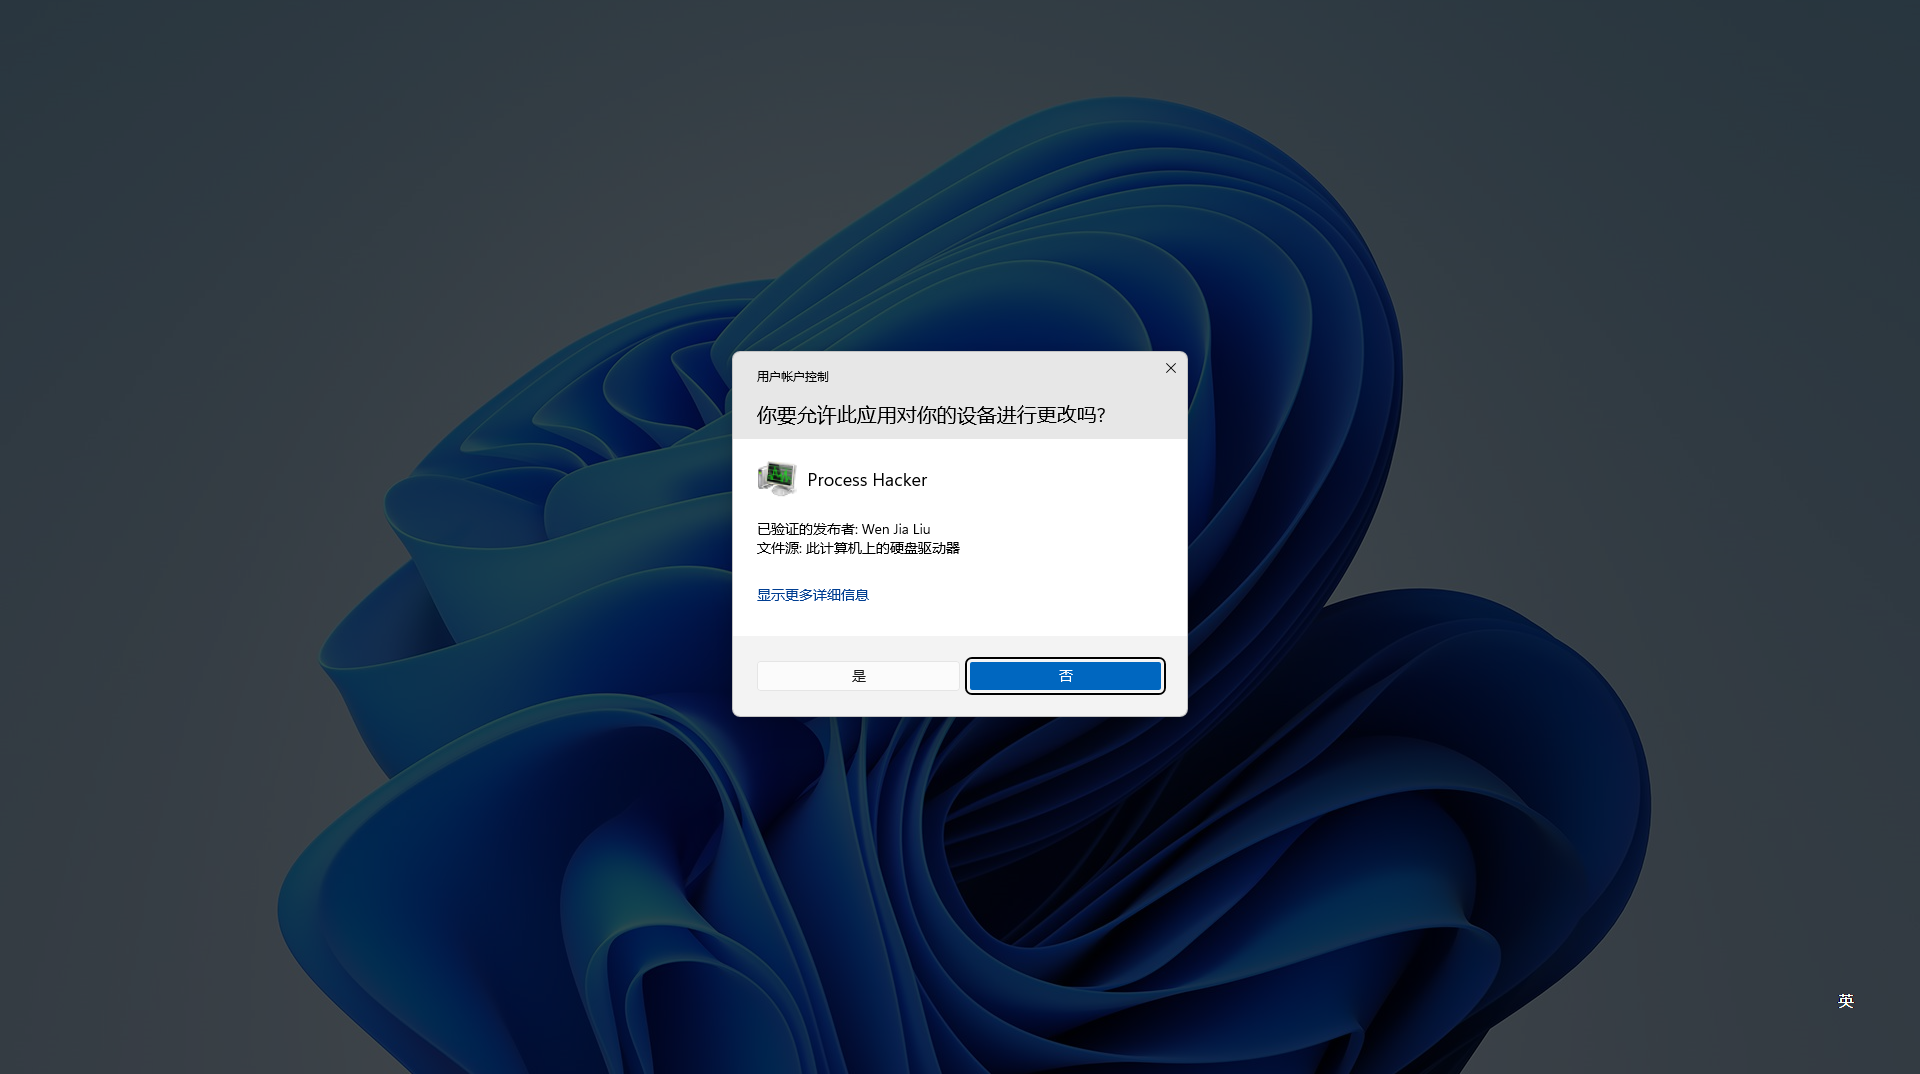 用户帐户控制
你要允许此应用对你的设备进行更改吗?
Process Hacker
已验证的发布者: Wen Jia Liu
文件源: 此计算机上的硬盘驱动器
显示更多详细信息
是
否
英